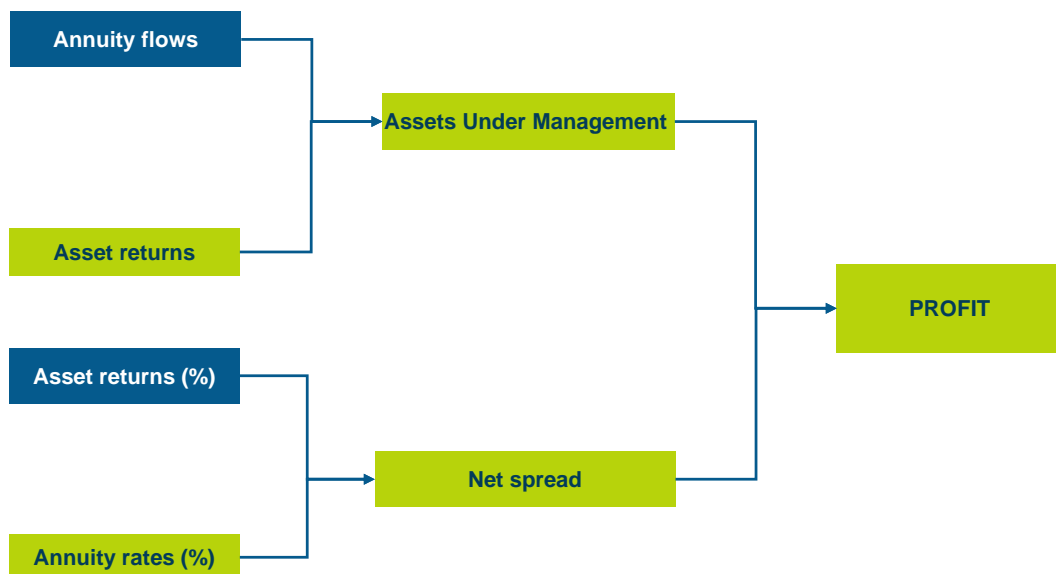 Annuity flows
Assets Under Management
Asset returns
PROFIT
Asset returns (%)
Net spread
Annuity rates (%)